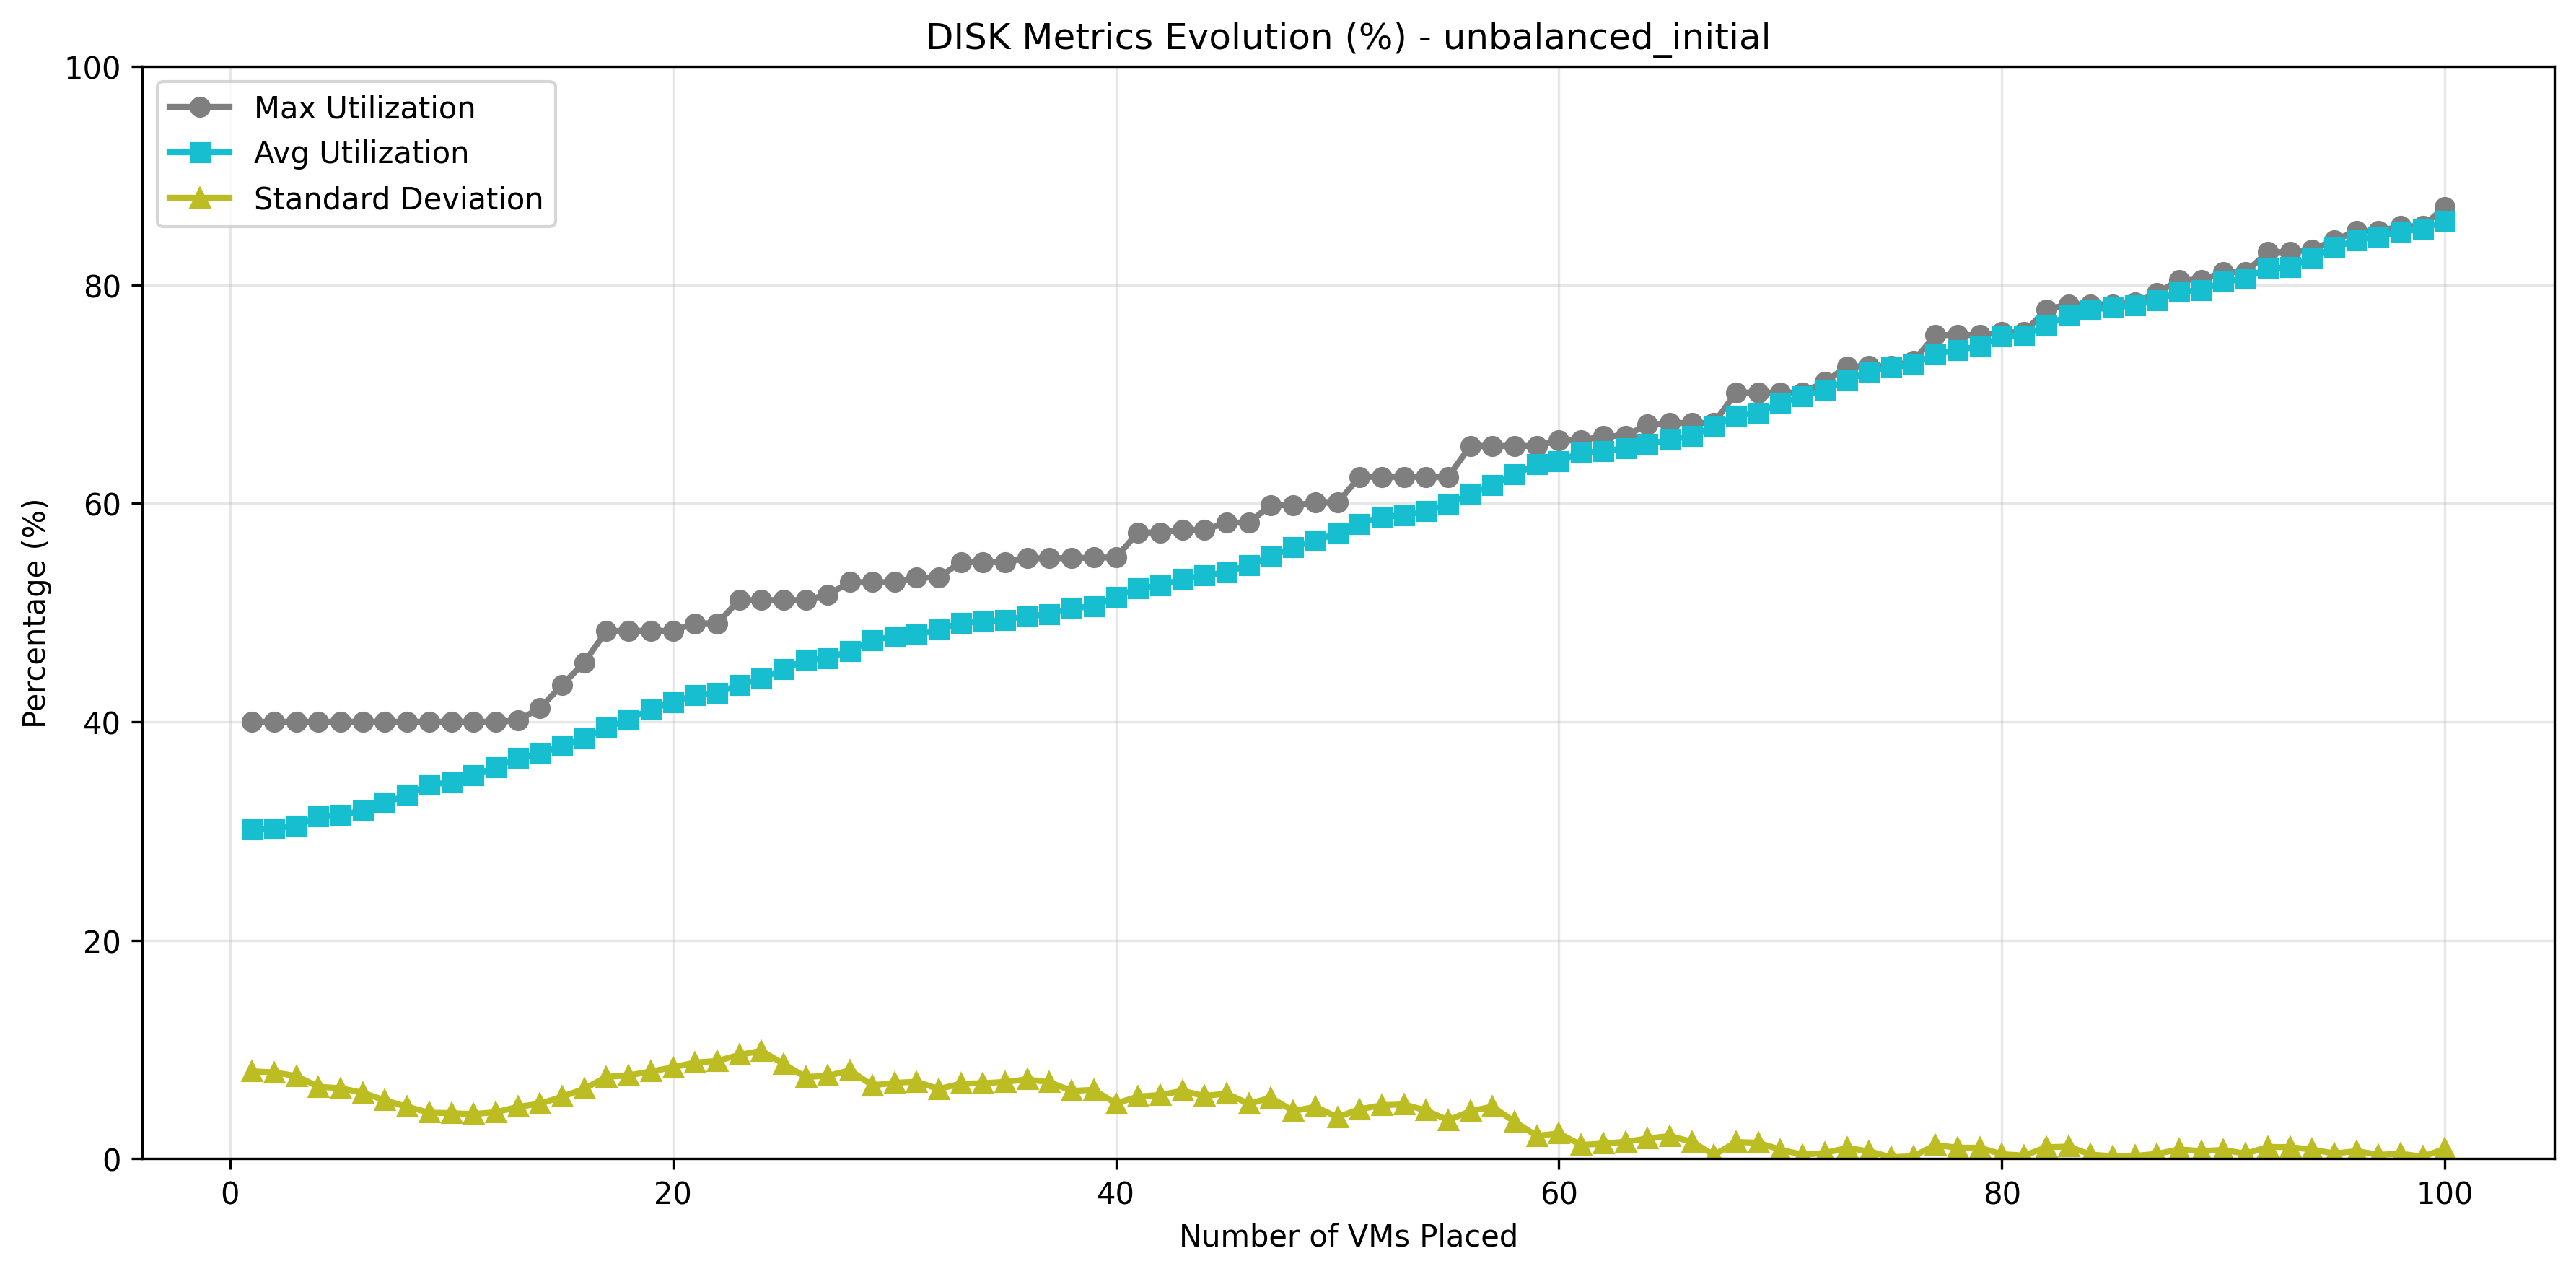 DISK Metrics Evolution (%) - unbalanced_initial
Max Utilization
Avg Utilization
Standard Deviation
Percentage (%)
100
80
60
40
20
0
0 20 40 60 80 100
Number of VMs Placed